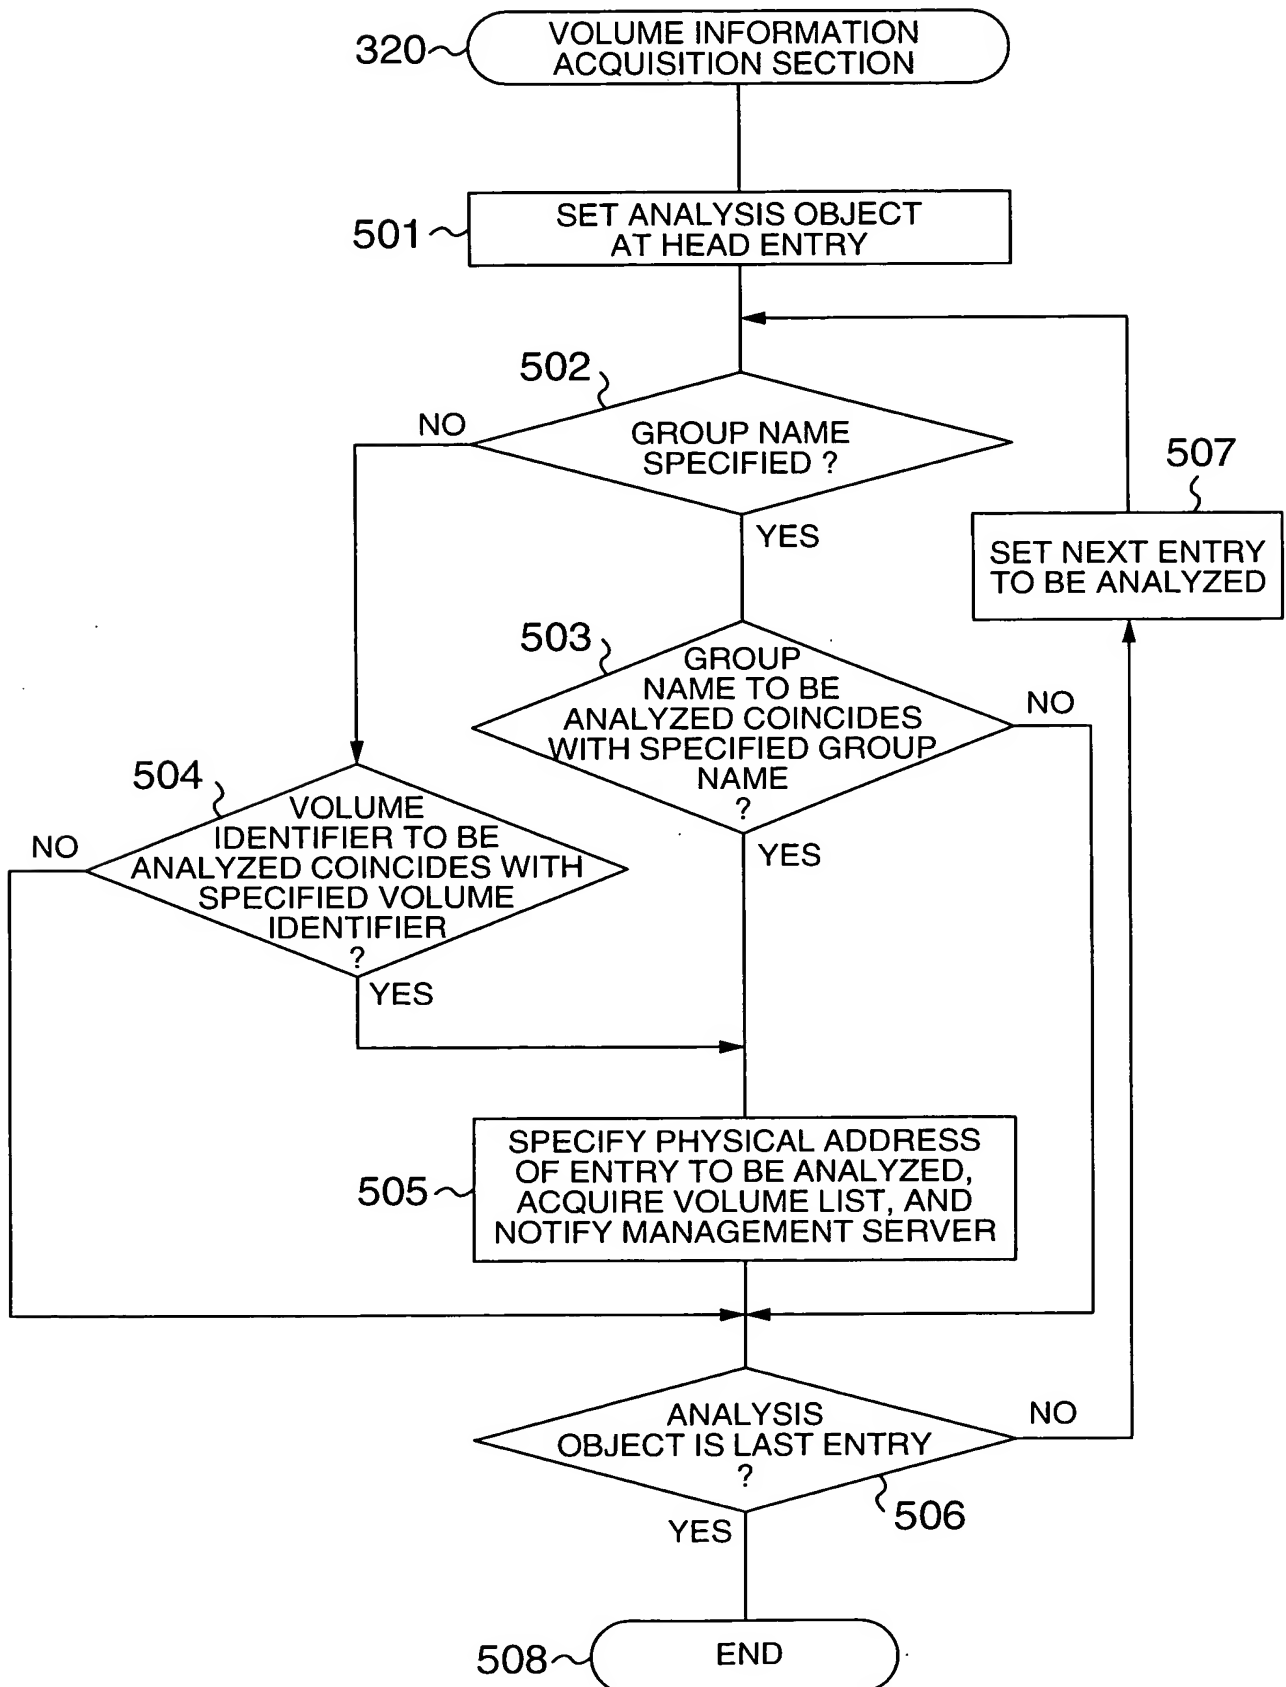 320
VOLUME INFORMATION
ACQUISITION SECTION
501
SET ANALYSIS OBJECT
AT HEAD ENTRY
502
NO
GROUP NAME
SPECIFIED ?
YES
507
SET NEXT ENTRY
TO BE ANALYZED
503
GROUP
NAME TO BE
ANALYZED COINCIDES
WITH SPECIFIED GROUP
NAME
?
NO
YES
504
VOLUME
IDENTIFIER TO BE
ANALYZED COINCIDES WITH
SPECIFIED VOLUME
IDENTIFIER
?
NO
YES
505
SPECIFY PHYSICAL ADDRESS
OF ENTRY TO BE ANALYZED,
ACQUIRE VOLUME LIST, AND
NOTIFY MANAGEMENT SERVER
ANALYSIS
OBJECT IS LAST ENTRY
?
NO
506
YES
508
END